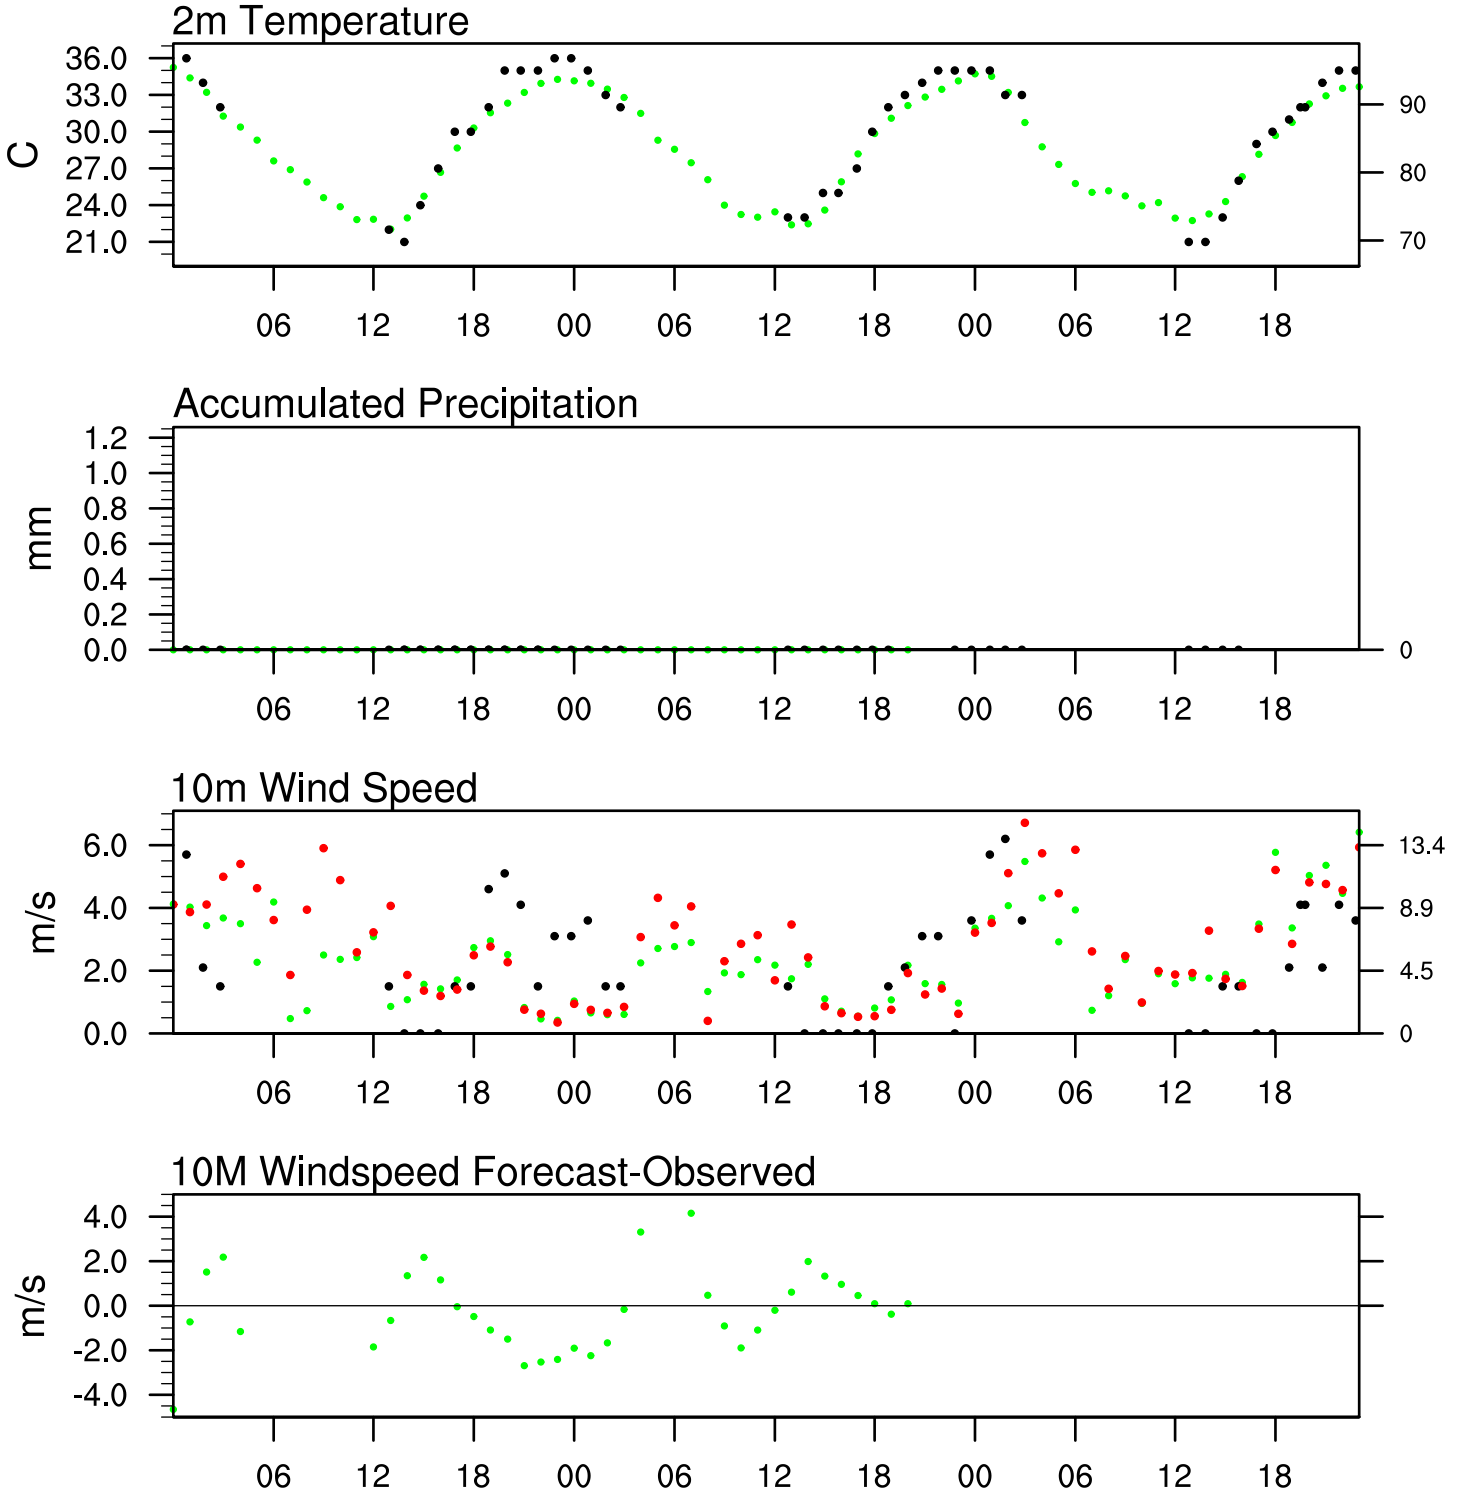 2m Temperature
36.0
33.0
30.0
27.0
24.0
21.0
C
90
80
70
06 12 18 00 06 12 18 00 06 12 18
Accumulated Precipitation
1.2
1.0
0.8
0.6
0.4
0.2
0.0
mm
0
06 12 18 00 06 12 18 00 06 12 18
10m Wind Speed
6.0
4.0
2.0
0.0
m/s
13.4
8.9
4.5
0
06 12 18 00 06 12 18 00 06 12 18
10M Windspeed Forecast-Observed
4.0
2.0
0.0
-2.0
-4.0
m/s
06 12 18 00 06 12 18 00 06 12 18